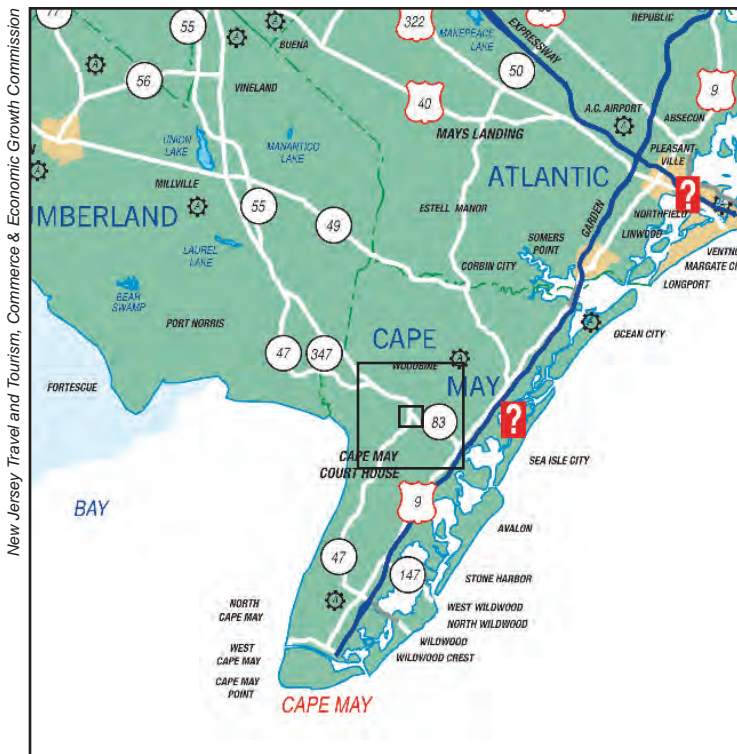 New Jersey Travel and Tourism, Commerce & Economic Growth Commission
77
55
BUENA
322
MAKEPEACE
LAKE
EXPRESSWAY
REPUBLIC
56
VINELAND
50
9
40
A.C. AIRPORT
ABSECON
UNION
LAKE
MANANTICO
LAKE
MAYS LANDING
PLEASANT-
VILLE
MILLVILLE
ATLANTIC
?
UMBERLAND
55
ESTELL MANOR
GARDEN
NORTHFIELD
49
LINWOOD
LAUREL
LAKE
SOMERS
POINT
VENTNO
CORBIN CITY
MARGATE CI
LONGPORT
BEAR
SWAMP
PORT NORRIS
CAPE
OCEAN CITY
47
347
WOODBINE
FORTESCUE
MAY
83
?
CAPE MAY
COURT HOUSE
SEA ISLE CITY
BAY
9
AVALON
47
147
STONE HARBOR
NORTH
CAPE MAY
WEST WILDWOOD
NORTH WILDWOOD
WEST
CAPE MAY
WILDWOOD
WILDWOOD CREST
CAPE MAY
POINT
CAPE MAY